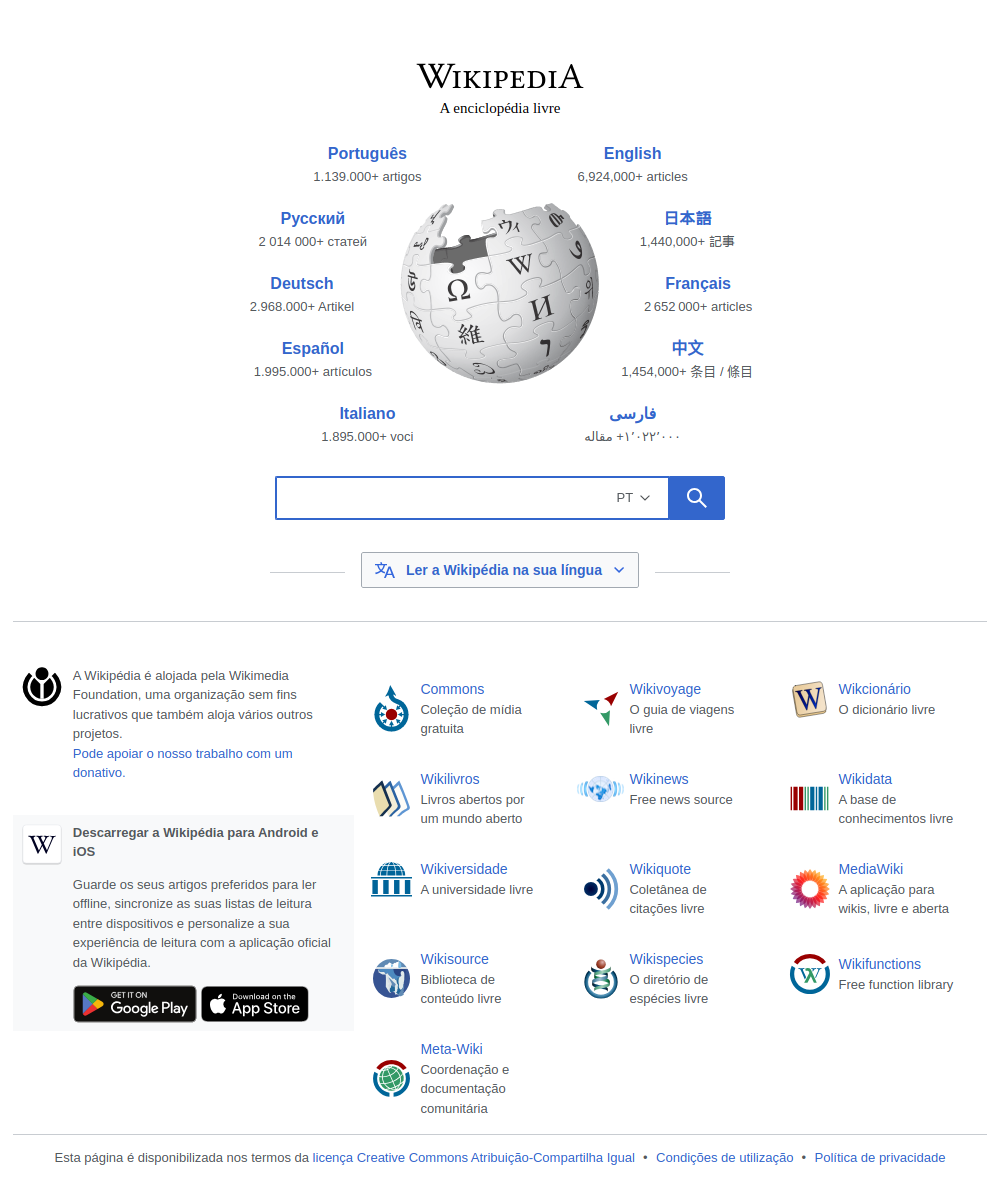 WIKIPEDIA
A enciclopédia livre
Português
1.139.000+ artigos
English
6,924,000+ articles
Русский
2 014 000+ статей
日本語
1,440,000+ 記事
Deutsch
2.968.000+ Artikel
Français
2 652 000+ articles
Español
1.995.000+ artículos
中文
1,454,000+ 条目 / 條目
Italiano
1.895.000+ voci
فارسی
۱٬۰۲۲٬۰۰۰+ مقاله
Ω
W
И
維
ウィ
PT
Ler a Wikipédia na sua língua
A Wikipédia é alojada pela Wikimedia
Foundation, uma organização sem fins
lucrativos que também aloja vários outros
projetos.
Pode apoiar o nosso trabalho com um
donativo.
W
Descarregar a Wikipédia para Android e
iOS
Guarde os seus artigos preferidos para ler
offline, sincronize as suas listas de leitura
entre dispositivos e personalize a sua
experiência de leitura com a aplicação oficial
da Wikipédia.
GET IT ON
Google Play
Download on the
App Store
Commons
Coleção de mídia
gratuita
Wikivoyage
O guia de viagens
livre
W
Wikcionário
O dicionário livre
Wikilivros
Livros abertos por
um mundo aberto
Wikinews
Free news source
Wikidata
A base de
conhecimentos livre
Wikiversidade
A universidade livre
Wikiquote
Coletânea de
citações livre
MediaWiki
A aplicação para
wikis, livre e aberta
Wikisource
Biblioteca de
conteúdo livre
Wikispecies
O diretório de
espécies livre
Wikifunctions
Free function library
Meta-Wiki
Coordenação e
documentação
comunitária
Esta página é disponibilizada nos termos da licença Creative Commons Atribuição-Compartilha Igual • Condições de utilização • Política de privacidade